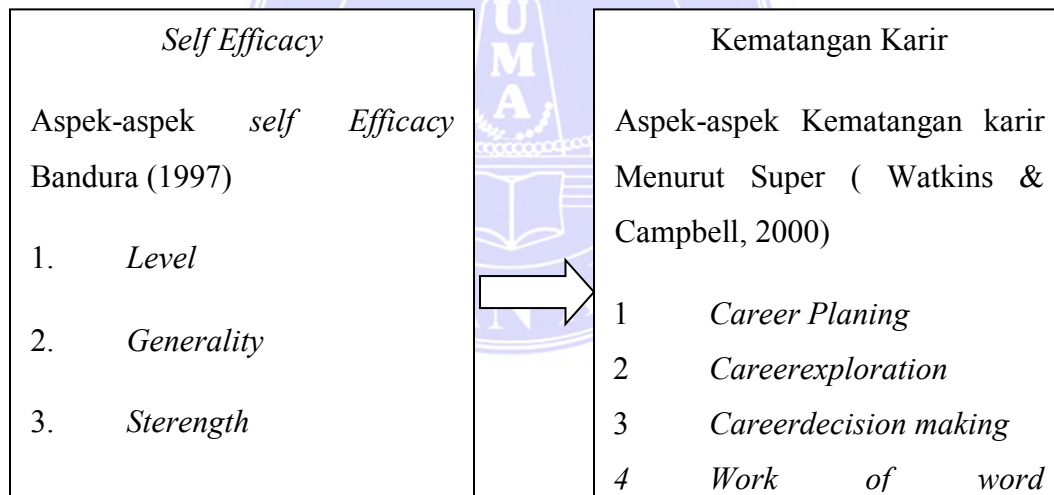 Self Efficacy
Aspek-aspek self Efficacy
Bandura (1997)
1. Level
2. Generality
3. Sterength
Kematangan Karir
Aspek-aspek Kematangan karir
Menurut Super ( Watkins &
Campbell, 2000)
1 Career Planing
2 Careerexploration
3 Careerdecision making
4 Work of word
UMA